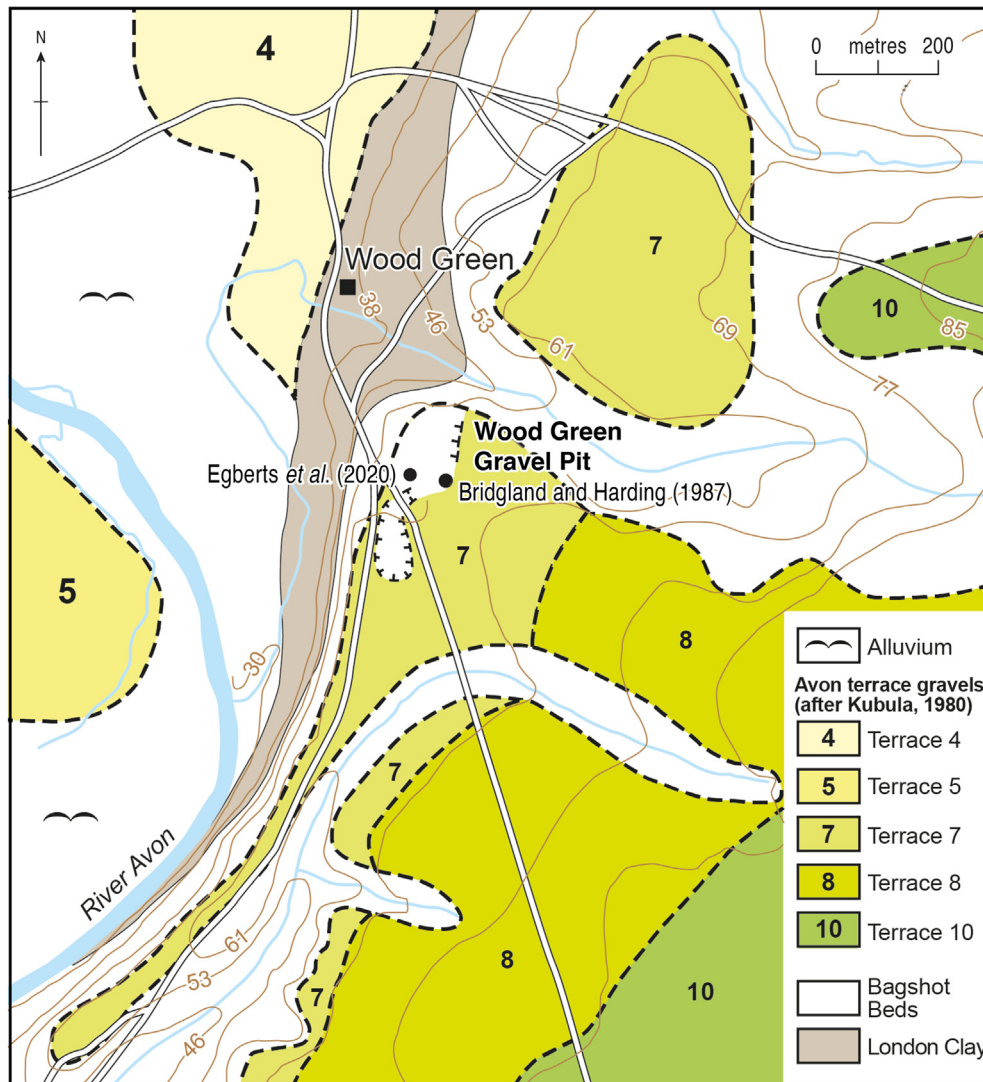 N
0 metres 200
4
7
Wood Green
10
38
46
53
61
69
77
85
Wood Green
Gravel Pit
Egberts et al. (2020)
Bridgland and Harding (1987)
7
5
8
30
7
River Avon
61
53
46
7
8
10
Alluvium
Avon terrace gravels
(after Kubula, 1980)
4 Terrace 4
5 Terrace 5
7 Terrace 7
8 Terrace 8
10 Terrace 10
Bagshot
Beds
London Clay